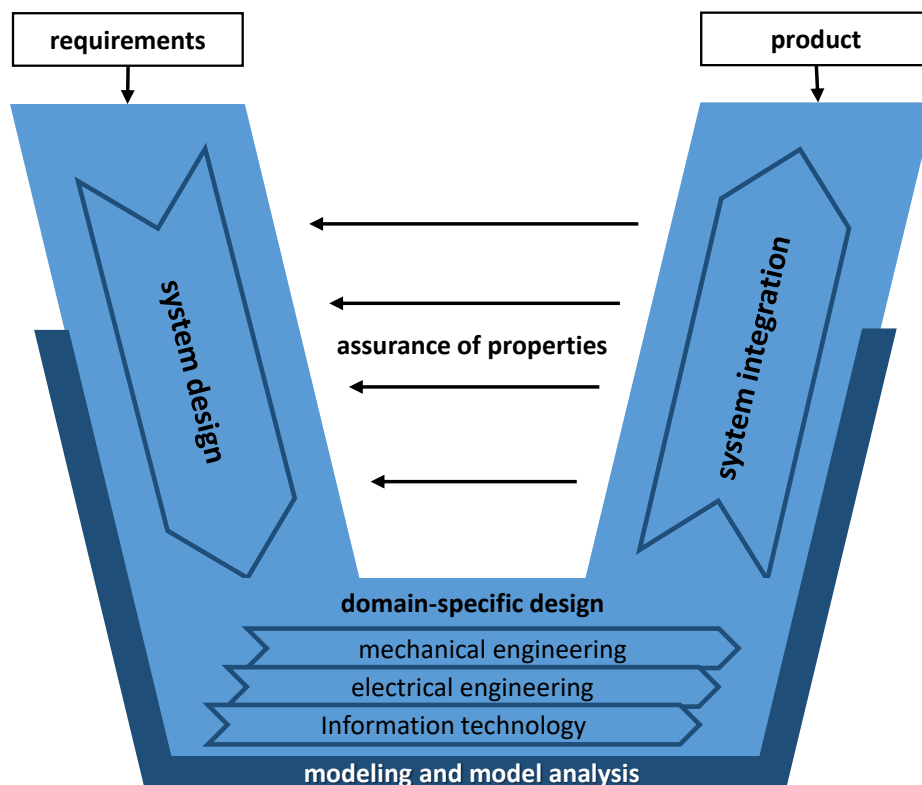 requirements
product
system design
assurance of properties
system integration
domain-specific design
mechanical engineering
electrical engineering
Information technology
modeling and model analysis